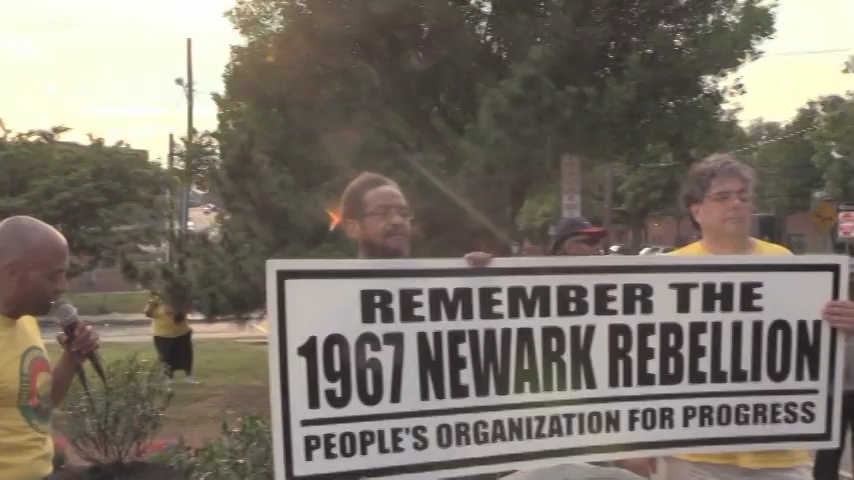 REMEMBER THE
1967 NEWARK REBELLION
PEOPLE'S ORGANIZATION FOR PROGRESS